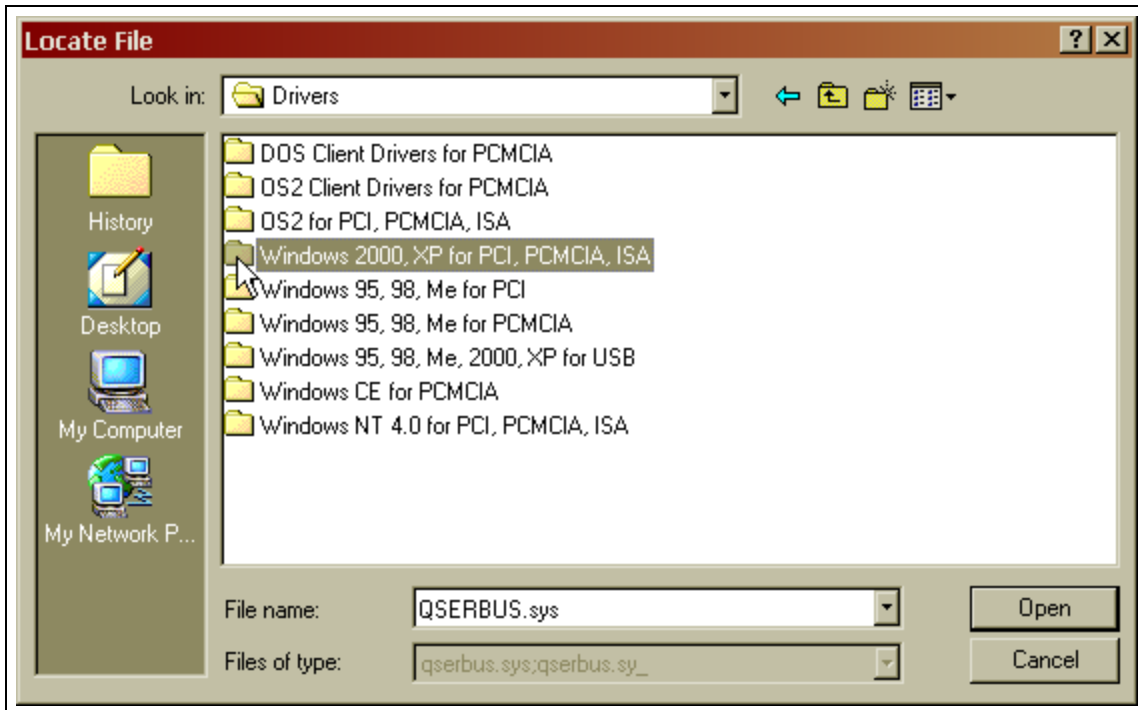 Locate File
Look in:
Drivers
History
Desktop
My Computer
My Network P...
DOS Client Drivers for PCMCIA
OS2 Client Drivers for PCMCIA
OS2 for PCI, PCMCIA, ISA
Windows 2000, XP for PCI, PCMCIA, ISA
Windows 95, 98, Me for PCI
Windows 95, 98, Me for PCMCIA
Windows 95, 98, Me, 2000, XP for USB
Windows CE for PCMCIA
Windows NT 4.0 for PCI, PCMCIA, ISA
File name:
QSERBUS.sys
Open
Files of type:
qserbus.sys;qserbus.sy_
Cancel